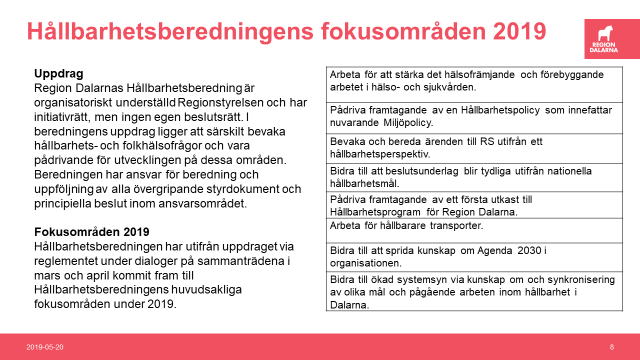 Hållbarhetsberedningens fokusområden 2019
REGION
DALARNA
Uppdrag
Region Dalarnas Hållbarhetsberedning är
organisatoriskt underställd Regionstyrelsen och har
initiativrätt, men ingen egen beslutsrätt. I
beredningens uppdrag ligger att särskilt bevaka
hållbarhets- och folkhälsofrågor och vara
pådrivande för utvecklingen på dessa områden.
Beredningen har ansvar för beredning och
uppföljning av alla övergripande styrdokument och
principiella beslut inom ansvarsområdet.
Fokusområden 2019
Hållbarhetsberedningen har utifrån uppdraget via
reglementet under dialoger på sammanträdena i
mars och april kommit fram till
Hållbarhetsberedningens huvudsakliga
fokusområden under 2019.
Arbeta för att stärka det hälsofrämjande och förebyggande
arbetet i hälso- och sjukvården.
Pådriva framtagande av en Hållbarhetspolicy som innefattar
nuvarande Miljöpolicy.
Bevaka och bereda ärenden till RS utifrån ett
hållbarhetsperspektiv.
Bidra till att beslutsunderlag blir tydliga utifrån nationella
hållbarhetsmål.
Pådriva framtagande av ett första utkast till
Hållbarhetsprogram för Region Dalarna.
Arbeta för hållbarare transporter.
Bidra till att sprida kunskap om Agenda 2030 i
organisationen.
Bidra till ökad systemsyn via kunskap om och synkronisering
av olika mål och pågående arbeten inom hållbarhet i
Dalarna.
2019-05-20
8